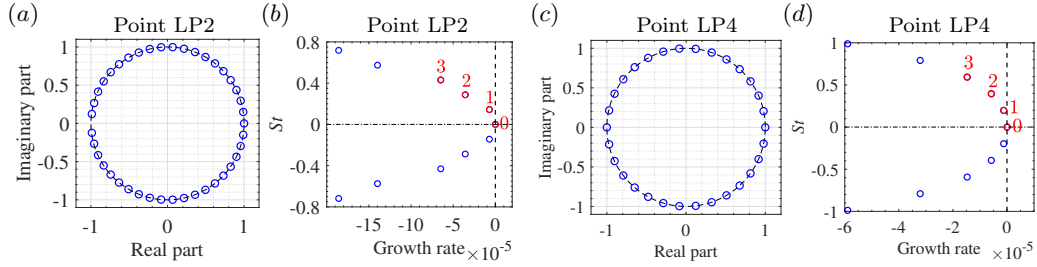 (a) Point LP2
Imaginary part
1
0.5
0
-0.5
-1
-1 0 1
Real part
(b) Point LP2
St
0.8
0.4
0
-0.4
-0.8
3
2
1
0
-15 -10 -5 0
Growth rate ×10⁻⁵
(c) Point LP4
Imaginary part
1
0.5
0
-0.5
-1
-1 0 1
Real part
(d) Point LP4
St
1
0.5
0
-0.5
-1
3
2
1
0
-6 -4 -2 0
Growth rate ×10⁻⁵